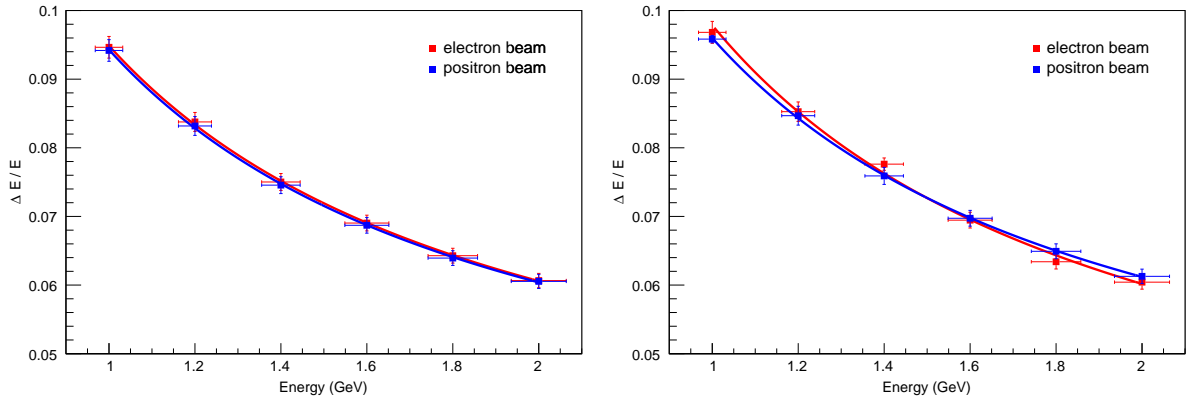 0.1
0.09
0.08
0.07
0.06
0.05
Δ E / E
electron beam
positron beam
1 1.2 1.4 1.6 1.8 2
Energy (GeV)
0.1
0.09
0.08
0.07
0.06
0.05
Δ E / E
electron beam
positron beam
1 1.2 1.4 1.6 1.8 2
Energy (GeV)